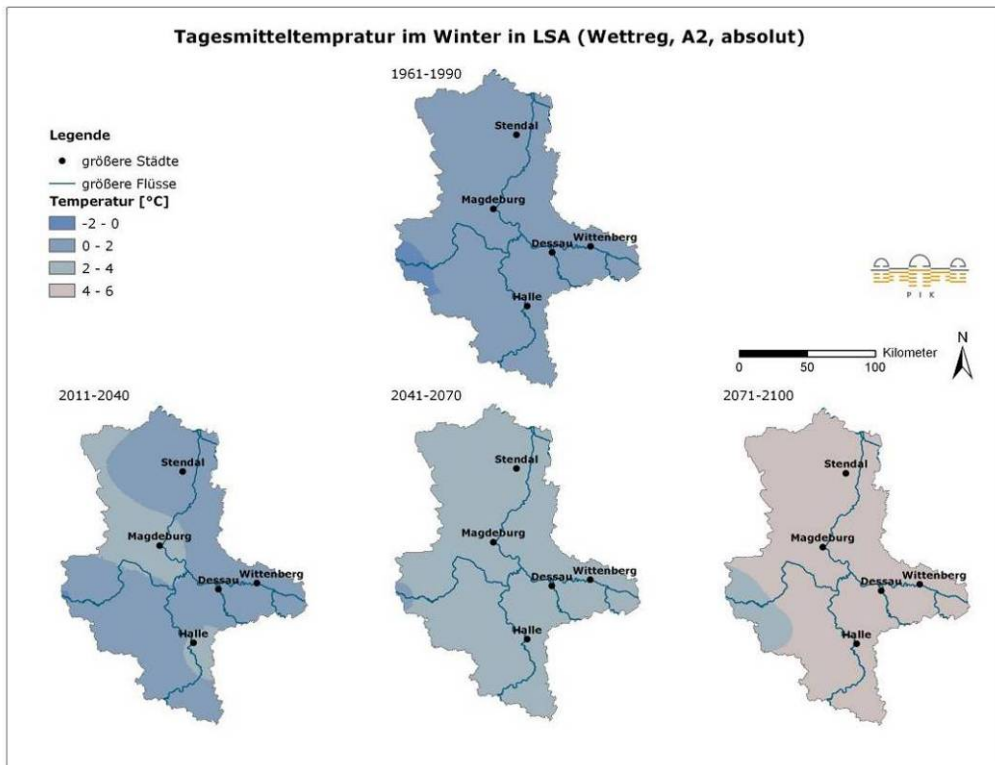 Tagesmitteltempratur im Winter in LSA (Wettreg, A2, absolut)
1961-1990
Legende
größere Städte
größere Flüsse
Temperatur [°C]
-2 - 0
0 - 2
2 - 4
4 - 6
Stendal
Magdeburg
Dessau
Wittenberg
Halle
P I K
N
Kilometer
0 50 100
2011-2040
Stendal
Magdeburg
Dessau
Wittenberg
Halle
2041-2070
Stendal
Magdeburg
Dessau
Wittenberg
Halle
2071-2100
Stendal
Magdeburg
Dessau
Wittenberg
Halle